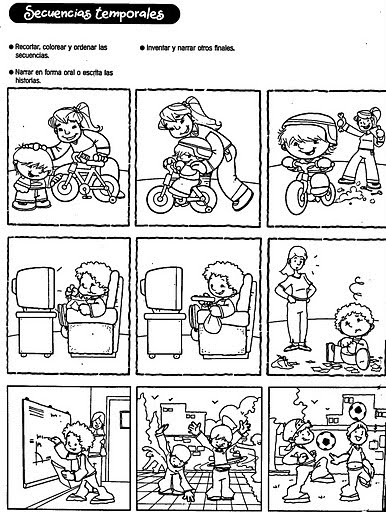 Secuencias temporales
● Recortar, colorear y ordenar las
secuencias.
● Narrar en forma oral o escrita las
historias.
● Inventar y narrar otros finales.